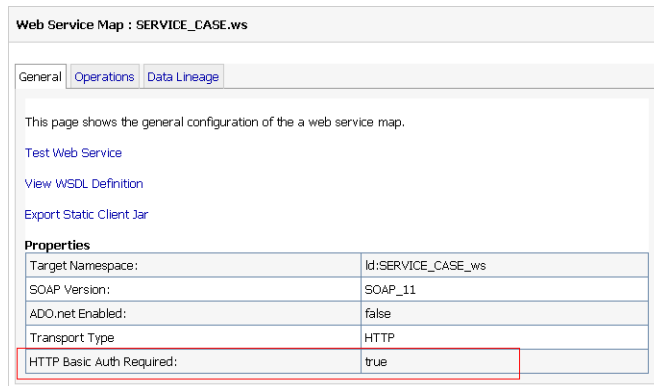 Web Service Map : SERVICE_CASE.ws
General Operations Data Lineage
This page shows the general configuration of the a web service map.
Test Web Service
View WSDL Definition
Export Static Client Jar
Properties
Target Namespace: ld:SERVICE_CASE_ws
SOAP Version: SOAP_11
ADO.net Enabled: false
Transport Type HTTP
HTTP Basic Auth Required: true